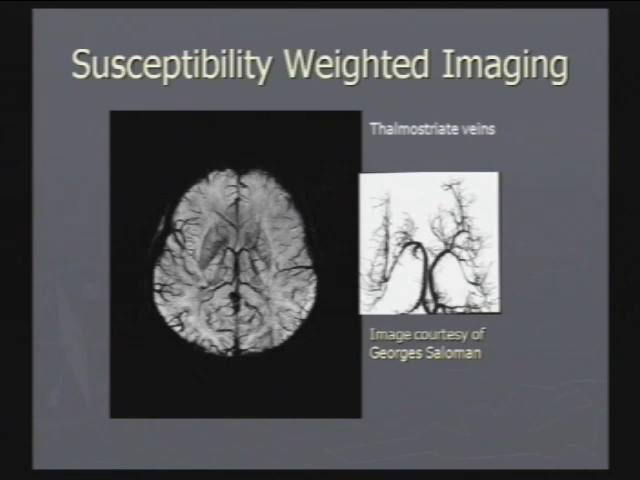 Susceptibility Weighted Imaging
Thalmostriate veins
Image courtesy of
Georges Saloman